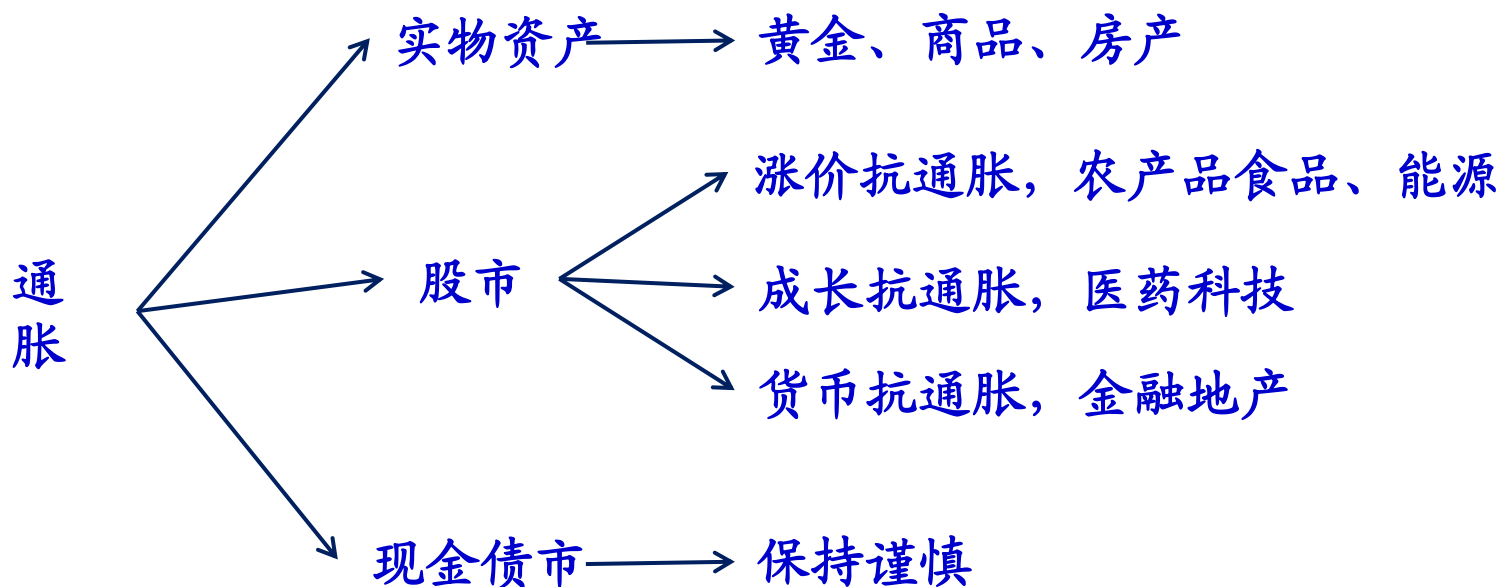 实物资产
黄金、商品、房产
涨价抗通胀，农产品食品、能源
通
胀
股市
成长抗通胀，医药科技
货币抗通胀，金融地产
现金债市
保持谨慎